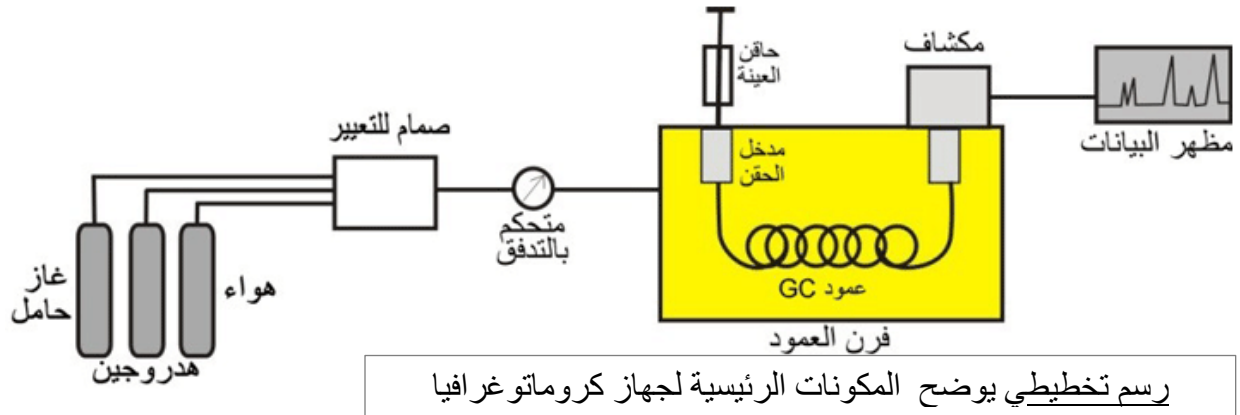 حاقن
العينة
مكشاف
مظهر البيانات
صمام للتعيير
مدخل
الحقن
متحكم
بالتدفق
عمود GC
فرن العمود
غاز
حامل
هدروجين
هواء
رسم تخطيطي يوضح المكونات الرئيسية لجهاز كروماتوغرافيا